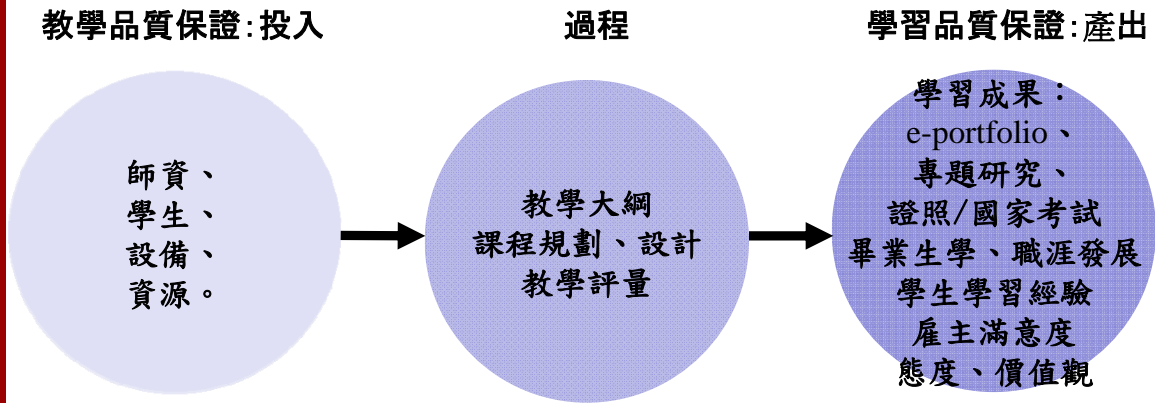 教學品質保證:投入
師資、
學生、
設備、
資源。
過程
教學大綱
課程規劃、設計
教學評量
學習品質保證:產出
學習成果：
e-portfolio、
專題研究、
證照/國家考試
畢業生學、職涯發展
學生學習經驗
雇主滿意度
態度、價值觀